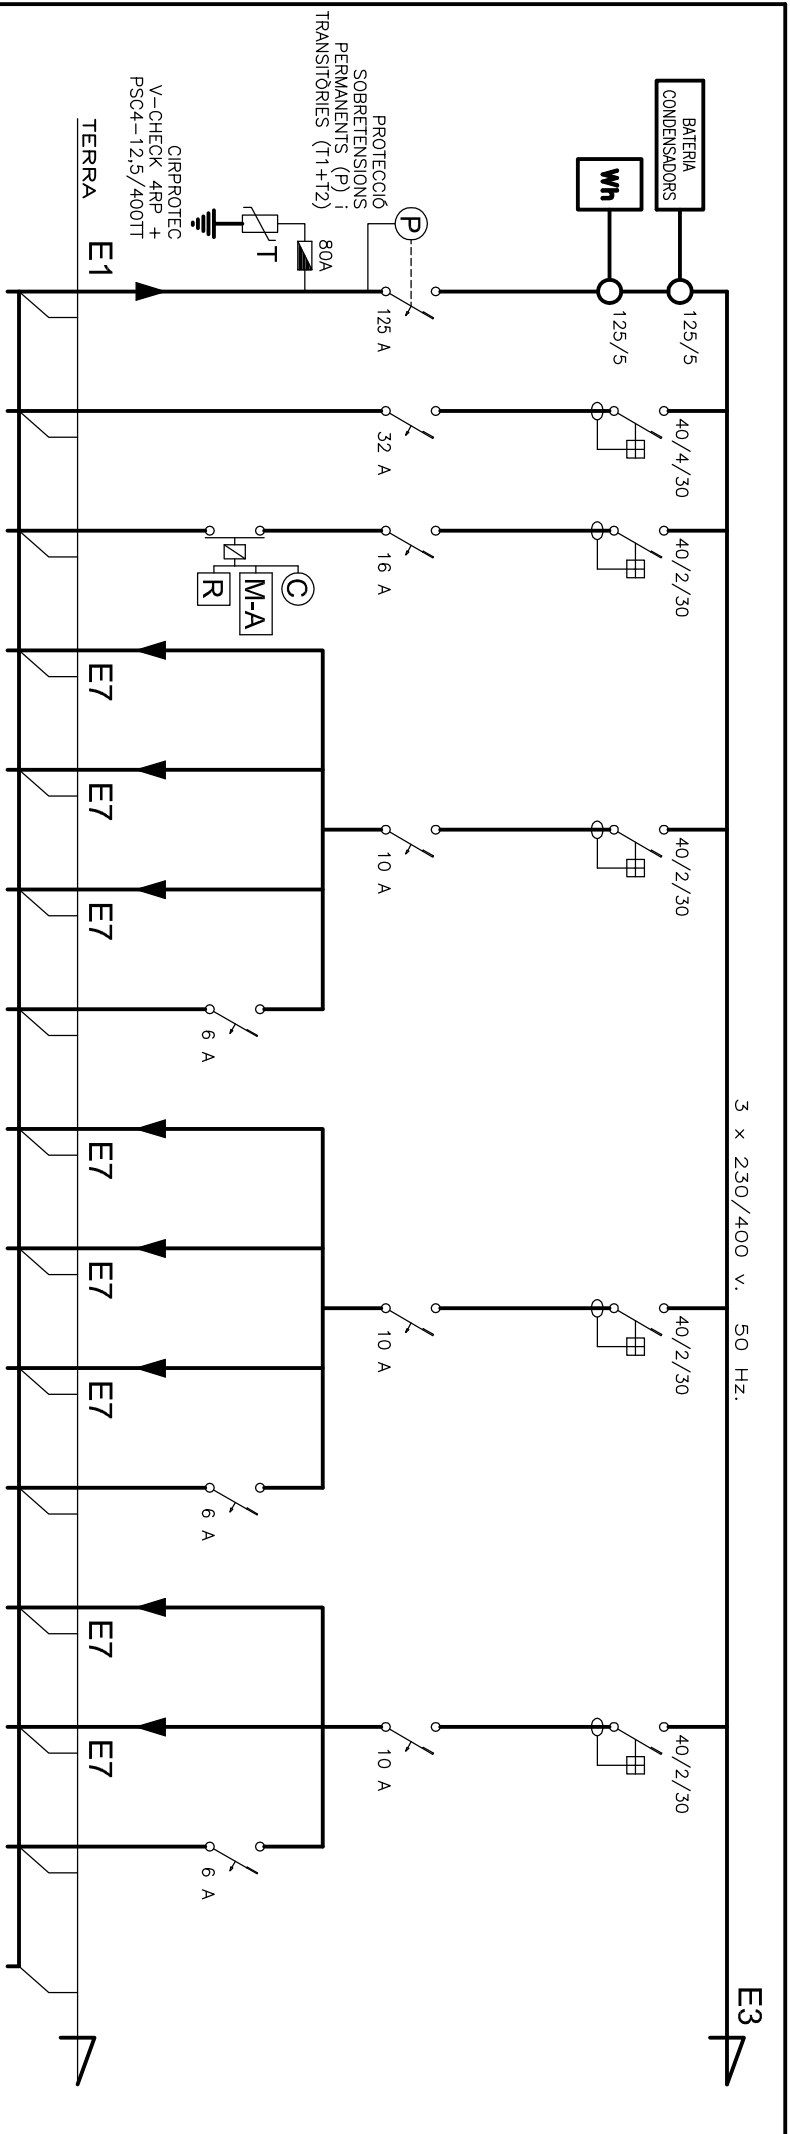 BATERIA
CONDENSADORS
Wh
125/5
125/5
PROTECCIÓ
SOBRETENSIONS
PERMANENTS (P) i
TRANSITÒRIES (T1+T2)
P
125 A
80A
T
CIRPROTEC
V-CHECK 4RP +
PSC4-12,5/400TT
TERRA
E1
40/4/30
32 A
40/2/30
16 A
C
M-A
R
40/2/30
10 A
E7
E7
E7
6 A
3 x 230/400 v. 50 Hz.
40/2/30
10 A
E7
E7
E7
6 A
40/2/30
10 A
E7
E7
6 A
E3